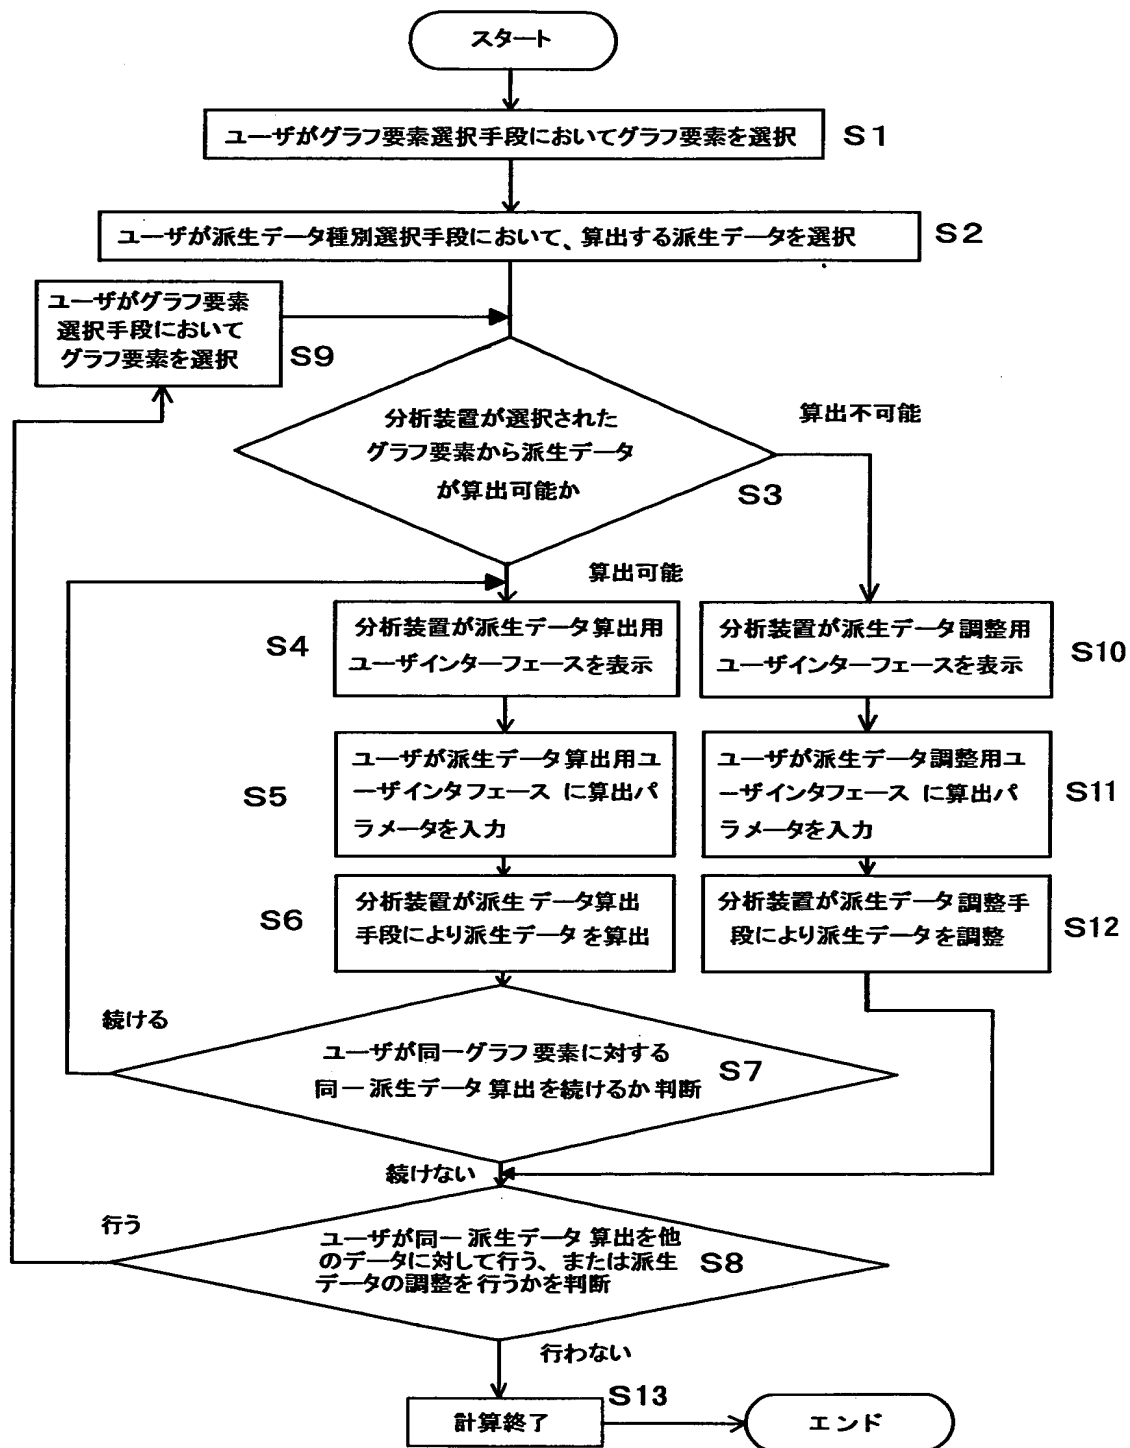 スタート
ユーザがグラフ要素選択手段においてグラフ要素を選択
S1
ユーザが派生データ種別選択手段において、算出する派生データを選択
S2
ユーザがグラフ要素
選択手段において
グラフ要素を選択
S9
分析装置が選択された
グラフ要素から派生データ
が算出可能か
S3
算出不可能
算出可能
S4
分析装置が派生データ算出用
ユーザインターフェースを表示
分析装置が派生データ調整用
ユーザインターフェースを表示
S10
S5
ユーザが派生データ算出用ユ
ーザインタフェース に算出パ
ラメータを入力
ユーザが派生データ調整用ユ
ーザインタフェース に算出パ
ラメータを入力
S11
S6
分析装置が派生データ算出
手段により派生データを算出
分析装置が派生データ調整手
段により派生データを調整
S12
続ける
ユーザが同一グラフ要素に対する
同一派生データ算出を続けるか判断
S7
続けない
行う
ユーザが同一派生データ算出を他
のデータに対して行う、または派生
データの調整を行うかを判断
S8
行わない
S13
計算終了
エンド